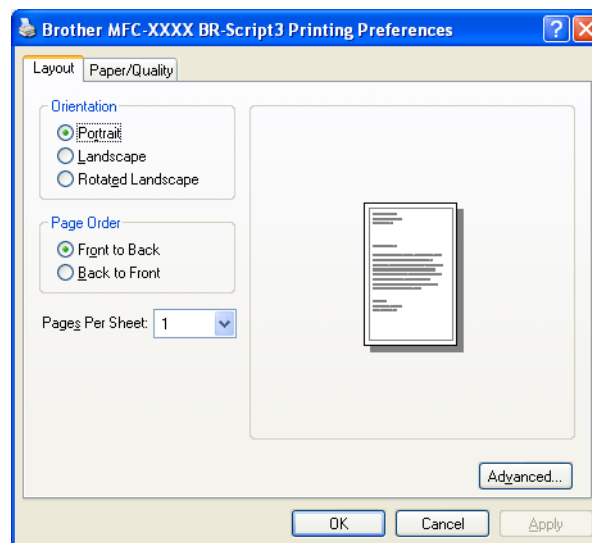 Brother MFC-XXXX BR-Script3 Printing Preferences
Layout Paper/Quality
Orientation
Portrait
Landscape
Rotated Landscape
Page Order
Front to Back
Back to Front
Pages Per Sheet: 1
Advanced...
OK Cancel Apply